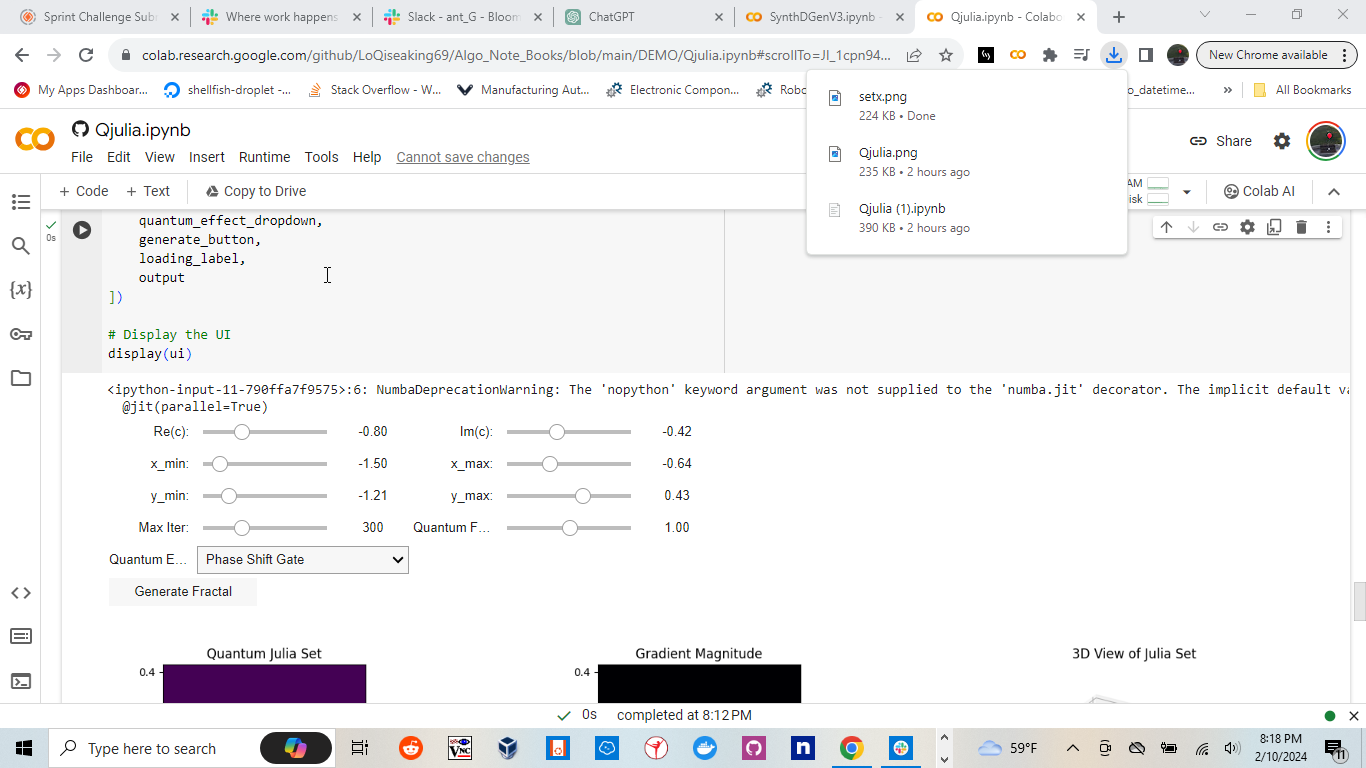 Sprint Challenge Sub
Where work happens
Slack - ant_G - Bloom
ChatGPT
SynthDGenV3.ipynb -
Qjulia.ipynb - Colabo
colab.research.google.com/github/LoQiseaking69/Algo_Note_Books/blob/main/DEMO/Qjulia.ipynb#scrollTo=JI_1cpn94...
New Chrome available
My Apps Dashboar...
shellfish-droplet -...
Stack Overflow - W...
Manufacturing Aut...
Electronic Compon...
Robo
o_datetime...
»
All Bookmarks
setx.png
224 KB • Done
Qjulia.png
235 KB • 2 hours ago
Qjulia (1).ipynb
390 KB • 2 hours ago
Qjulia.ipynb
File Edit View Insert Runtime Tools Help Cannot save changes
Share
+ Code + Text Copy to Drive
AM
isk
Colab AI
0s
quantum_effect_dropdown,
generate_button,
loading_label,
output
])
# Display the UI
display(ui)
<ipython-input-11-790ffa7f9575>:6: NumbaDeprecationWarning: The 'nopython' keyword argument was not supplied to the 'numba.jit' decorator. The implicit default va
@jit(parallel=True)
Re(c): -0.80 Im(c): -0.42
x_min: -1.50 x_max: -0.64
y_min: -1.21 y_max: 0.43
Max Iter: 300 Quantum F... 1.00
Quantum E... Phase Shift Gate
Generate Fractal
Quantum Julia Set
Gradient Magnitude
3D View of Julia Set
0.4
0.4
0s completed at 8:12 PM
Type here to search
59°F
8:18 PM
2/10/2024
11